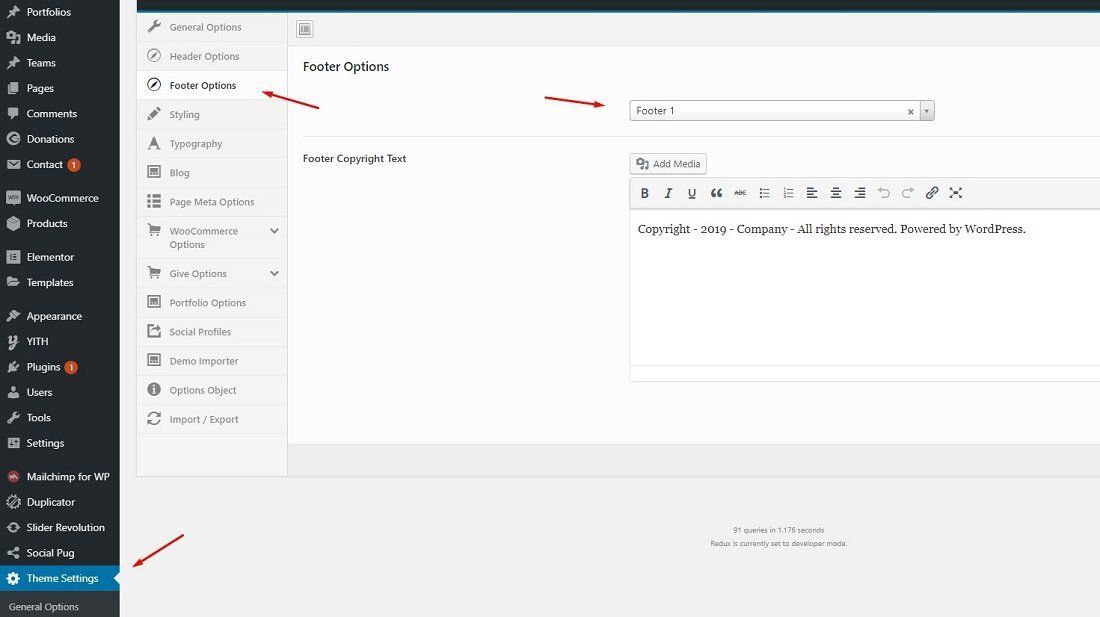 Portfolios
Media
Teams
Pages
Comments
Donations
Contact 1
WooCommerce
Products
Elementor
Templates
Appearance
YITH
Plugins 1
Users
Tools
Settings
Mailchimp for WP
Duplicator
Slider Revolution
Social Pug
Theme Settings
General Options
General Options
Header Options
Footer Options
Styling
Typography
Blog
Page Meta Options
WooCommerce
Options
Give Options
Portfolio Options
Social Profiles
Demo Importer
Options Object
Import / Export
Footer Options
Footer 1
Footer Copyright Text
Add Media
B I U ABC
Copyright - 2019 - Company - All rights reserved. Powered by WordPress.
91 queries in 1.176 seconds
Redux is currently set to developer mode.